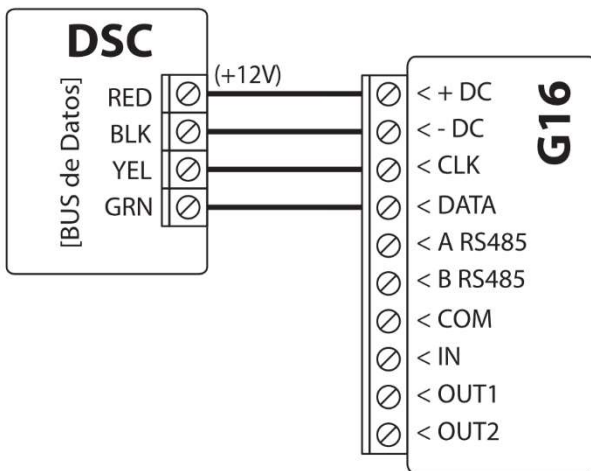 DSC
[BUS de Datos]
RED
BLK
YEL
GRN
(+12V)
G16
< + DC
< - DC
< CLK
< DATA
< A RS485
< B RS485
< COM
< IN
< OUT1
< OUT2